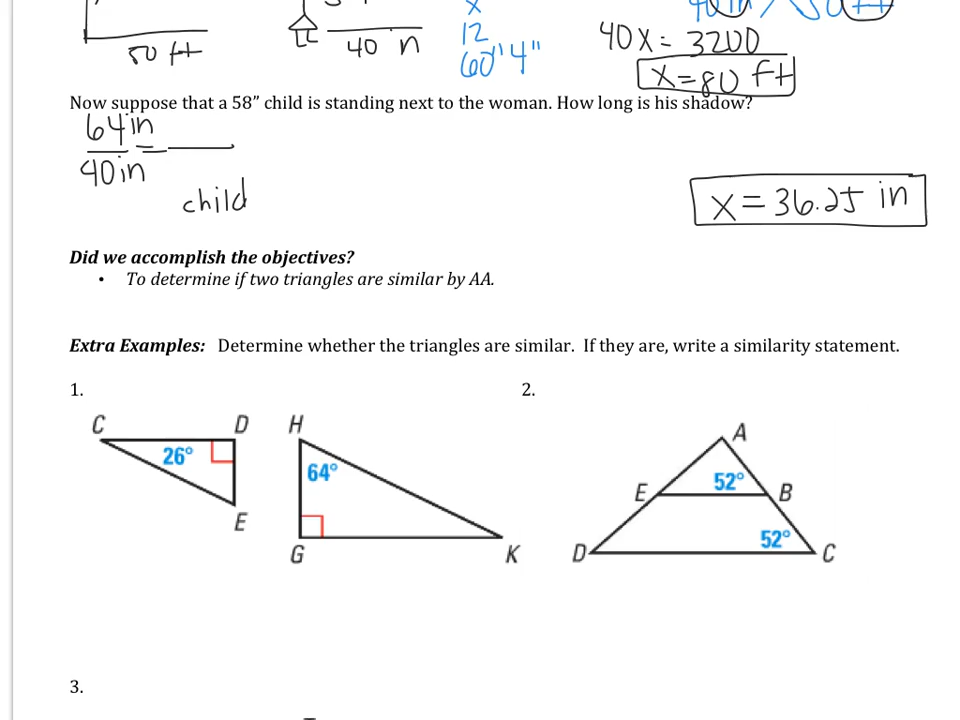 50 ft
40
x
12
60" 4"
40x = 3200
x = 80 ft
Now suppose that a 58” child is standing next to the woman. How long is his shadow?
64 in
40 in
=
child
x = 36.25 in
Did we accomplish the objectives?
• To determine if two triangles are similar by AA.
Extra Examples: Determine whether the triangles are similar. If they are, write a similarity statement.
1.
2.
C D H
26°
64°
E
G K
A
52°
E B
52°
D C
3.